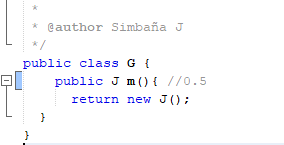 *
* @author Simbaña J
*/
public class G {
public J m(){ //0.5
return new J();
}
}